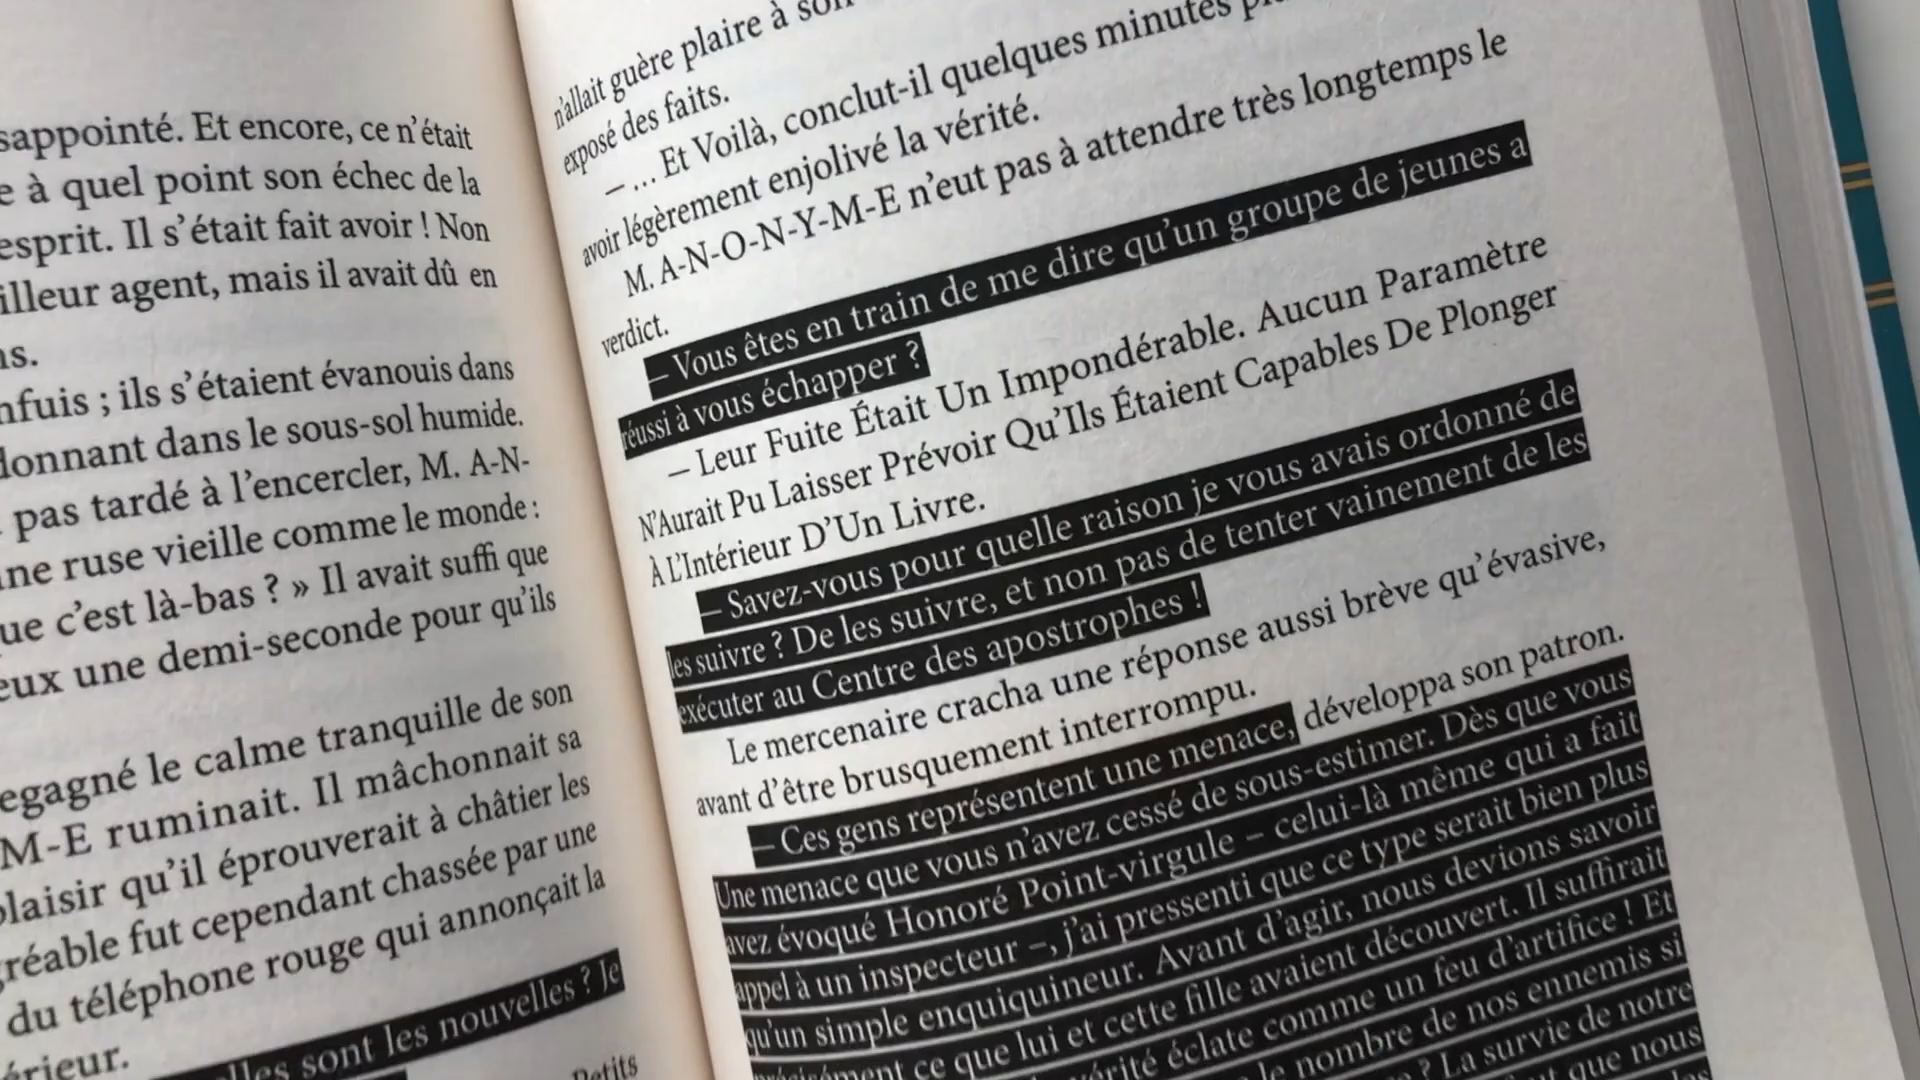 sappointé. Et encore, ce n'était
à quel point son échec de la
esprit. Il s'était fait avoir ! Non
illeur agent, mais il avait dû en
ns.
nfuis ; ils s'étaient évanouis dans
donnant dans le sous-sol humide.
pas tardé à l'encercler, M. A-N-
ne ruse vieille comme le monde :
ue c'est là-bas ? » Il avait suffi que
eux une demi-seconde pour qu'ils
egagné le calme tranquille de son
M-E ruminait. Il mâchonnait sa
plaisir qu'il éprouverait à châtier les
gréable fut cependant chassée par une
du téléphone rouge qui annonçait la
érieur.
elles sont les nouvelles ? Je
Petits
n'allait guère plaire à son
exposé des faits.
– ... Et Voilà, conclut-il quelques minutes
avoir légèrement enjolivé la vérité.
M. A-N-O-N-Y-M-E n'eut pas à attendre très longtemps le
verdict.
– Vous êtes en train de me dire qu'un groupe de jeunes a
réussi à vous échapper ?
– Leur Fuite Était Un Impondérable. Aucun Paramètre
N'Aurait Pu Laisser Prévoir Qu'Ils Étaient Capables De Plonger
À L'Intérieur D'Un Livre.
– Savez-vous pour quelle raison je vous avais ordonné de
les suivre ? De les suivre, et non pas de tenter vainement de les
exécuter au Centre des apostrophes !
Le mercenaire cracha une réponse aussi brève qu'évasive,
avant d'être brusquement interrompu.
– Ces gens représentent une menace, développa son patron.
Une menace que vous n'avez cessé de sous-estimer. Dès que vous
avez évoqué Honoré Point-virgule – celui-là même qui a fait
appel à un inspecteur –, j'ai pressenti que ce type serait bien plus
qu'un simple enquiquineur. Avant d'agir, nous devions savoir
précisément ce que lui et cette fille avaient découvert. Il suffirait
vérité éclate comme un feu d'artifice ! Et
le nombre de nos ennemis si
? La survie de notre
que nous
les